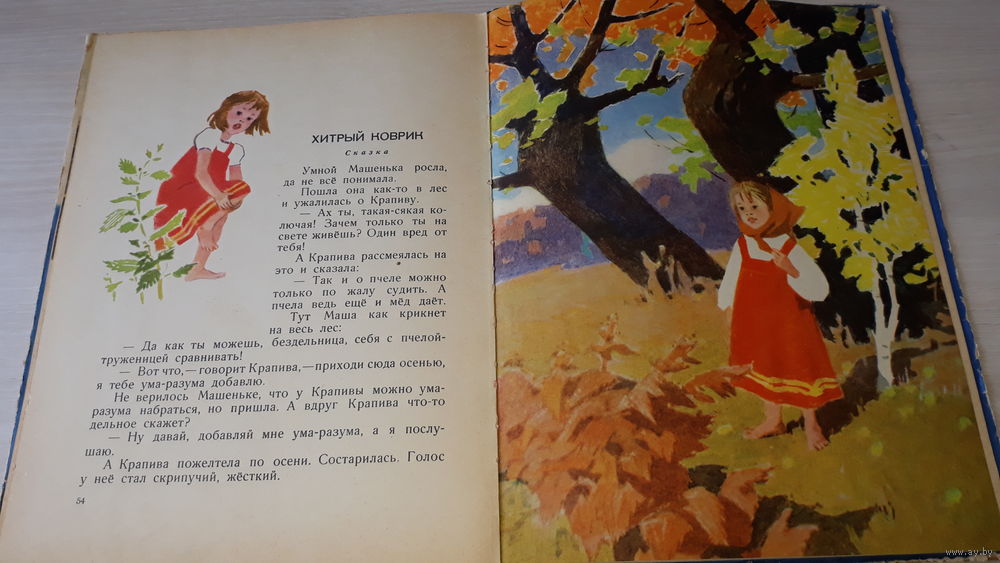 ХИТРЫЙ КОВРИК
Сказка
Умной Машенька росла,
да не всё понимала.
Пошла она как-то в лес
и ужалилась о Крапиву.
— Ах ты, такая-сякая ко-
лючая! Зачем только ты на
свете живёшь? Один вред от
тебя!
А Крапива рассмеялась на
это и сказала:
— Так и о пчеле можно
только по жалу судить. А
пчела ведь ещё и мёд даёт.
Тут Маша как крикнет
на весь лес:
— Да как ты можешь, бездельница, себя с пчелой-
труженицей сравнивать!
— Вот что,— говорит Крапива,— приходи сюда осенью,
я тебе ума-разума добавлю.
Не верилось Машеньке, что у Крапивы можно ума-
разума набраться, но пришла. А вдруг Крапива что-то
дельное скажет?
— Ну давай, добавляй мне ума-разума, а я послу-
шаю.
А Крапива пожелтела по осени. Состарилась. Голос
у неё стал скрипучий, жёсткий.
54
www.ay.by